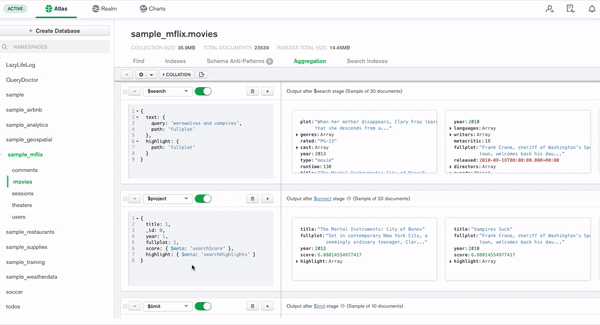 ACTIVE Atlas Realm Charts
+ Create Database
NAMESPACES
LazyLifeLog
QueryDoctor
sample
sample_airbnb
sample_analytics
sample_geospatial
sample_mflix
comments
movies
sessions
theaters
users
sample_restaurants
sample_supplies
sample_training
sample_weatherdata
soccer
todos
sample_mflix.movies
COLLECTION SIZE: 35.9MB TOTAL DOCUMENTS: 23539 INDEXES TOTAL SIZE: 14.45MB
Find Indexes Schema Anti-Patterns Aggregation Search Indexes
COLLATION
$search
Output after $search stage (Sample of 20 documents)
1 {
2 text: {
3 query: "werewolves and vampires",
4 path: "fullplot"
5 },
6 highlight: {
7 path: "fullplot"
8 }
9 }
plot: "When her mother disappears, Clary Fray lear
that she descends from a..."
genres: Array
rated: "PG-13"
cast: Array
year: 2013
type: "movie"
runtime: 130
year: 2010
languages: Array
writers: Array
metacritic: 18
fullplot: "Frank Crane, sheriff of Washington's Sp
town, welcomes back his dau..."
released: 2010-08-18T00:00:00.000+00:00
directors: Array
$project
Output after $project stage (Sample of 20 documents)
1 {
2 title: 1,
3 _id: 0,
4 year: 1,
5 fullplot: 1,
6 score: { $meta: 'searchScore' },
7 highlight: { $meta: 'searchHighlights' }
8 }
title: "The Mortal Instruments: City of Bones"
fullplot: "Set in contemporary New York City, a
seemingly ordinary teenager, Clar..."
year: 2013
score: 6.80014554977417
highlight: Array
title: "Vampires Suck"
fullplot: "Frank Crane, sheriff of Washington's Sp
town, welcomes back his dau..."
year: 2010
highlight: Array
$limit
Output after $limit stage (Sample of 10 documents)